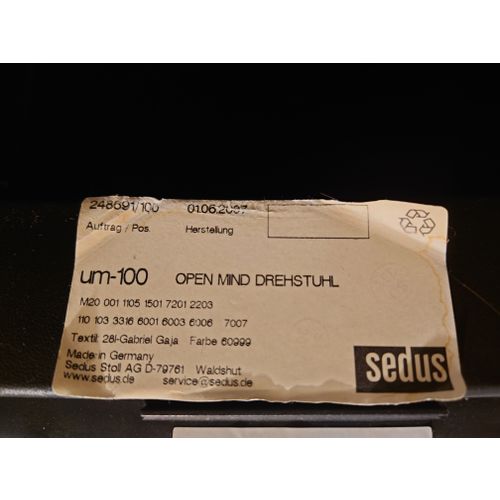 248691/100 01.06.2007
Auftrag / Pos. Herstellung
um-100 OPEN MIND DREHSTUHL
M20 001 1105 1501 7201 2203
110 103 3316 6001 6003 6006 7007
Textil: 28I-Gabriel Gaja Farbe 60999
Made in Germany
Sedus Stoll AG D-79761 Waldshut
www.sedus.de service@sedus.de
sedus